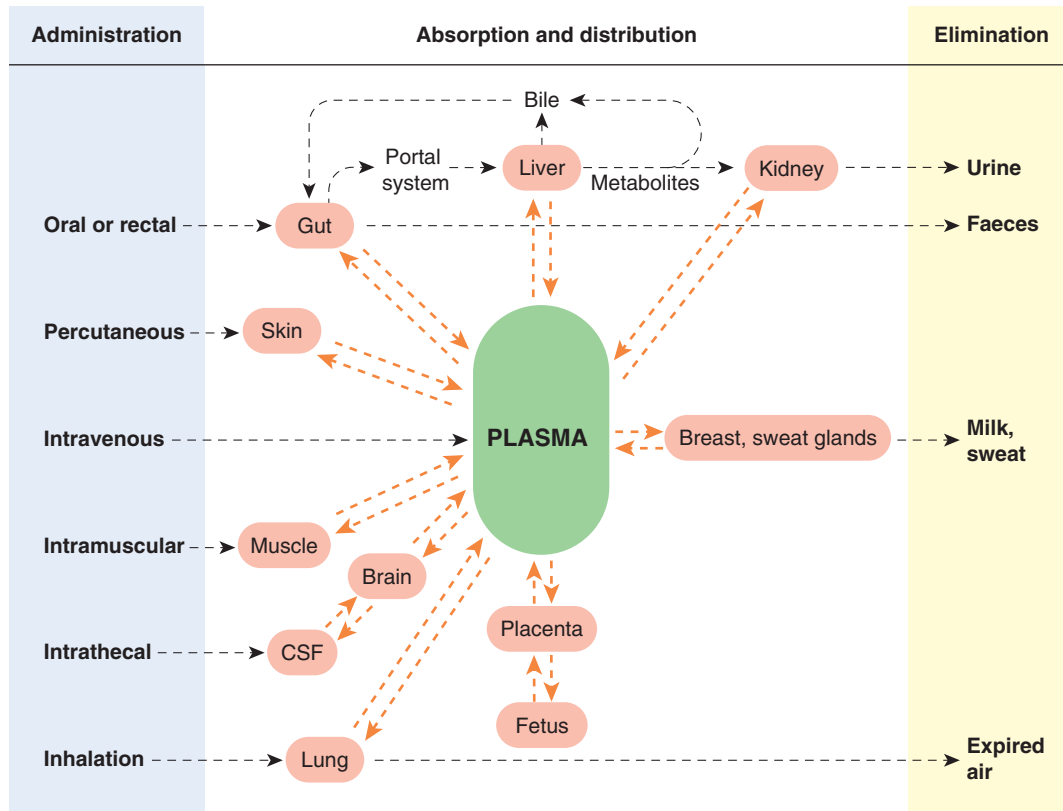 Administration
Absorption and distribution
Elimination
Bile
Portal
system
Liver
Metabolites
Kidney
Urine
Oral or rectal
Gut
Faeces
Percutaneous
Skin
Intravenous
PLASMA
Breast, sweat glands
Milk,
sweat
Intramuscular
Muscle
Brain
Placenta
Intrathecal
CSF
Fetus
Inhalation
Lung
Expired
air